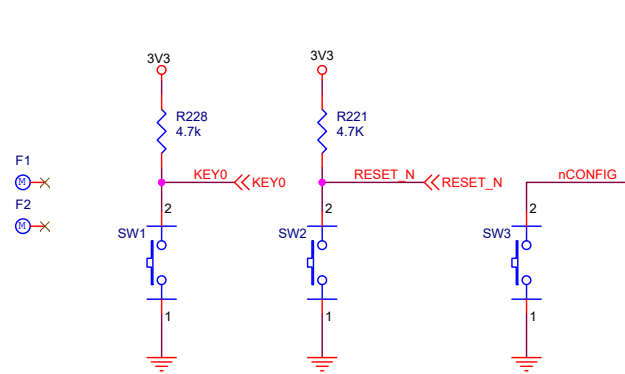 3V3
3V3
R228
4.7k
R221
4.7K
F1
M
KEY0
KEY0
RESET_N
RESET_N
nCONFIG
F2
M
2
2
2
SW1
SW2
SW3
1
1
1